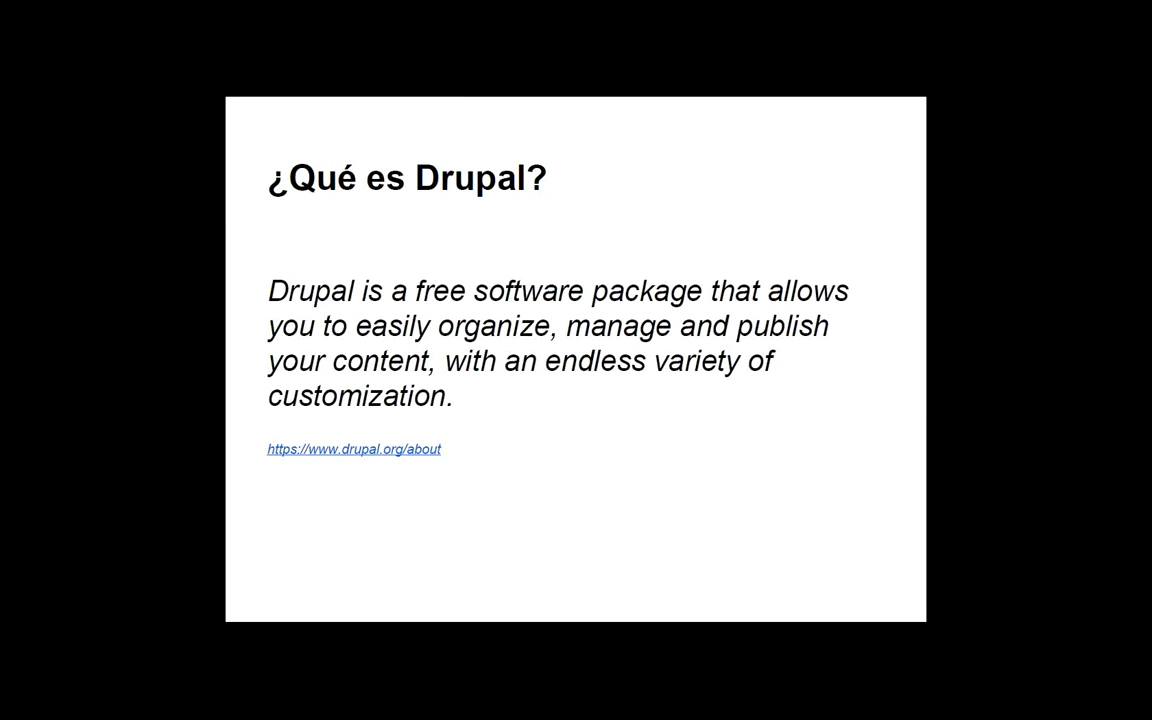 ¿Qué es Drupal?
Drupal is a free software package that allows
you to easily organize, manage and publish
your content, with an endless variety of
customization.
https://www.drupal.org/about